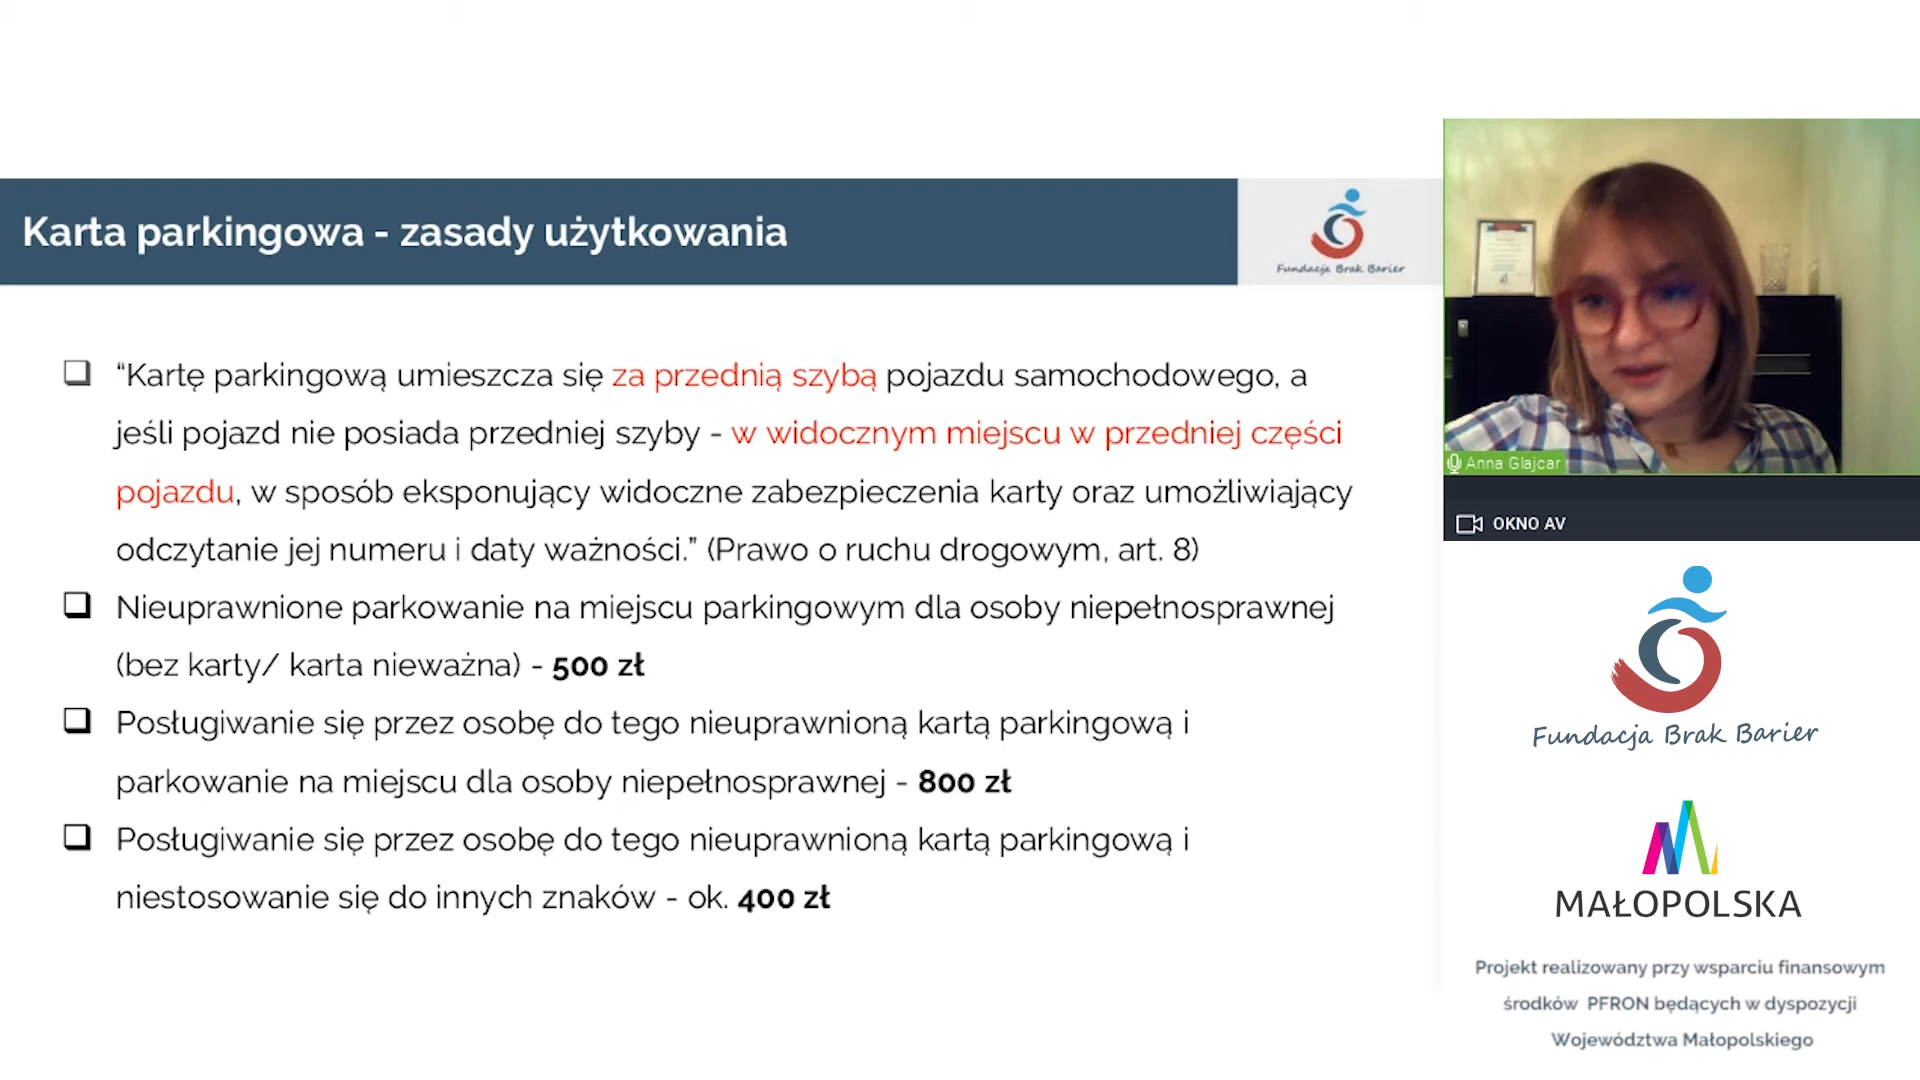 Karta parkingowa - zasady użytkowania
Fundacja Brak Barier
❑ “Kartę parkingową umieszcza się za przednią szybą pojazdu samochodowego, a
jeśli pojazd nie posiada przedniej szyby - w widocznym miejscu w przedniej części
pojazdu, w sposób eksponujący widoczne zabezpieczenia karty oraz umożliwiający
odczytanie jej numeru i daty ważności.” (Prawo o ruchu drogowym, art. 8)
❑ Nieuprawnione parkowanie na miejscu parkingowym dla osoby niepełnosprawnej
(bez karty/ karta nieważna) - 500 zł
❑ Posługiwanie się przez osobę do tego nieuprawnioną kartą parkingową i
parkowanie na miejscu dla osoby niepełnosprawnej - 800 zł
❑ Posługiwanie się przez osobę do tego nieuprawnioną kartą parkingową i
niestosowanie się do innych znaków - ok. 400 zł
Anna Glajcar
OKNO AV
Fundacja Brak Barier
MAŁOPOLSKA
Projekt realizowany przy wsparciu finansowym
środków PFRON będących w dyspozycji
Województwa Małopolskiego